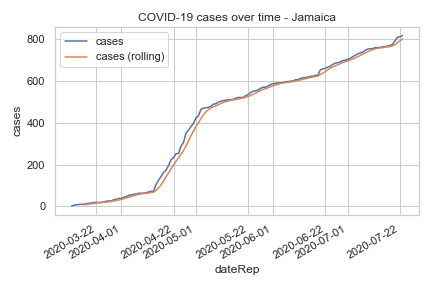 COVID-19 cases over time - Jamaica
cases
cases (rolling)
800
600
400
200
0
cases
2020-03-22
2020-04-01
2020-04-22
2020-05-01
2020-05-22
2020-06-01
2020-06-22
2020-07-01
2020-07-22
dateRep